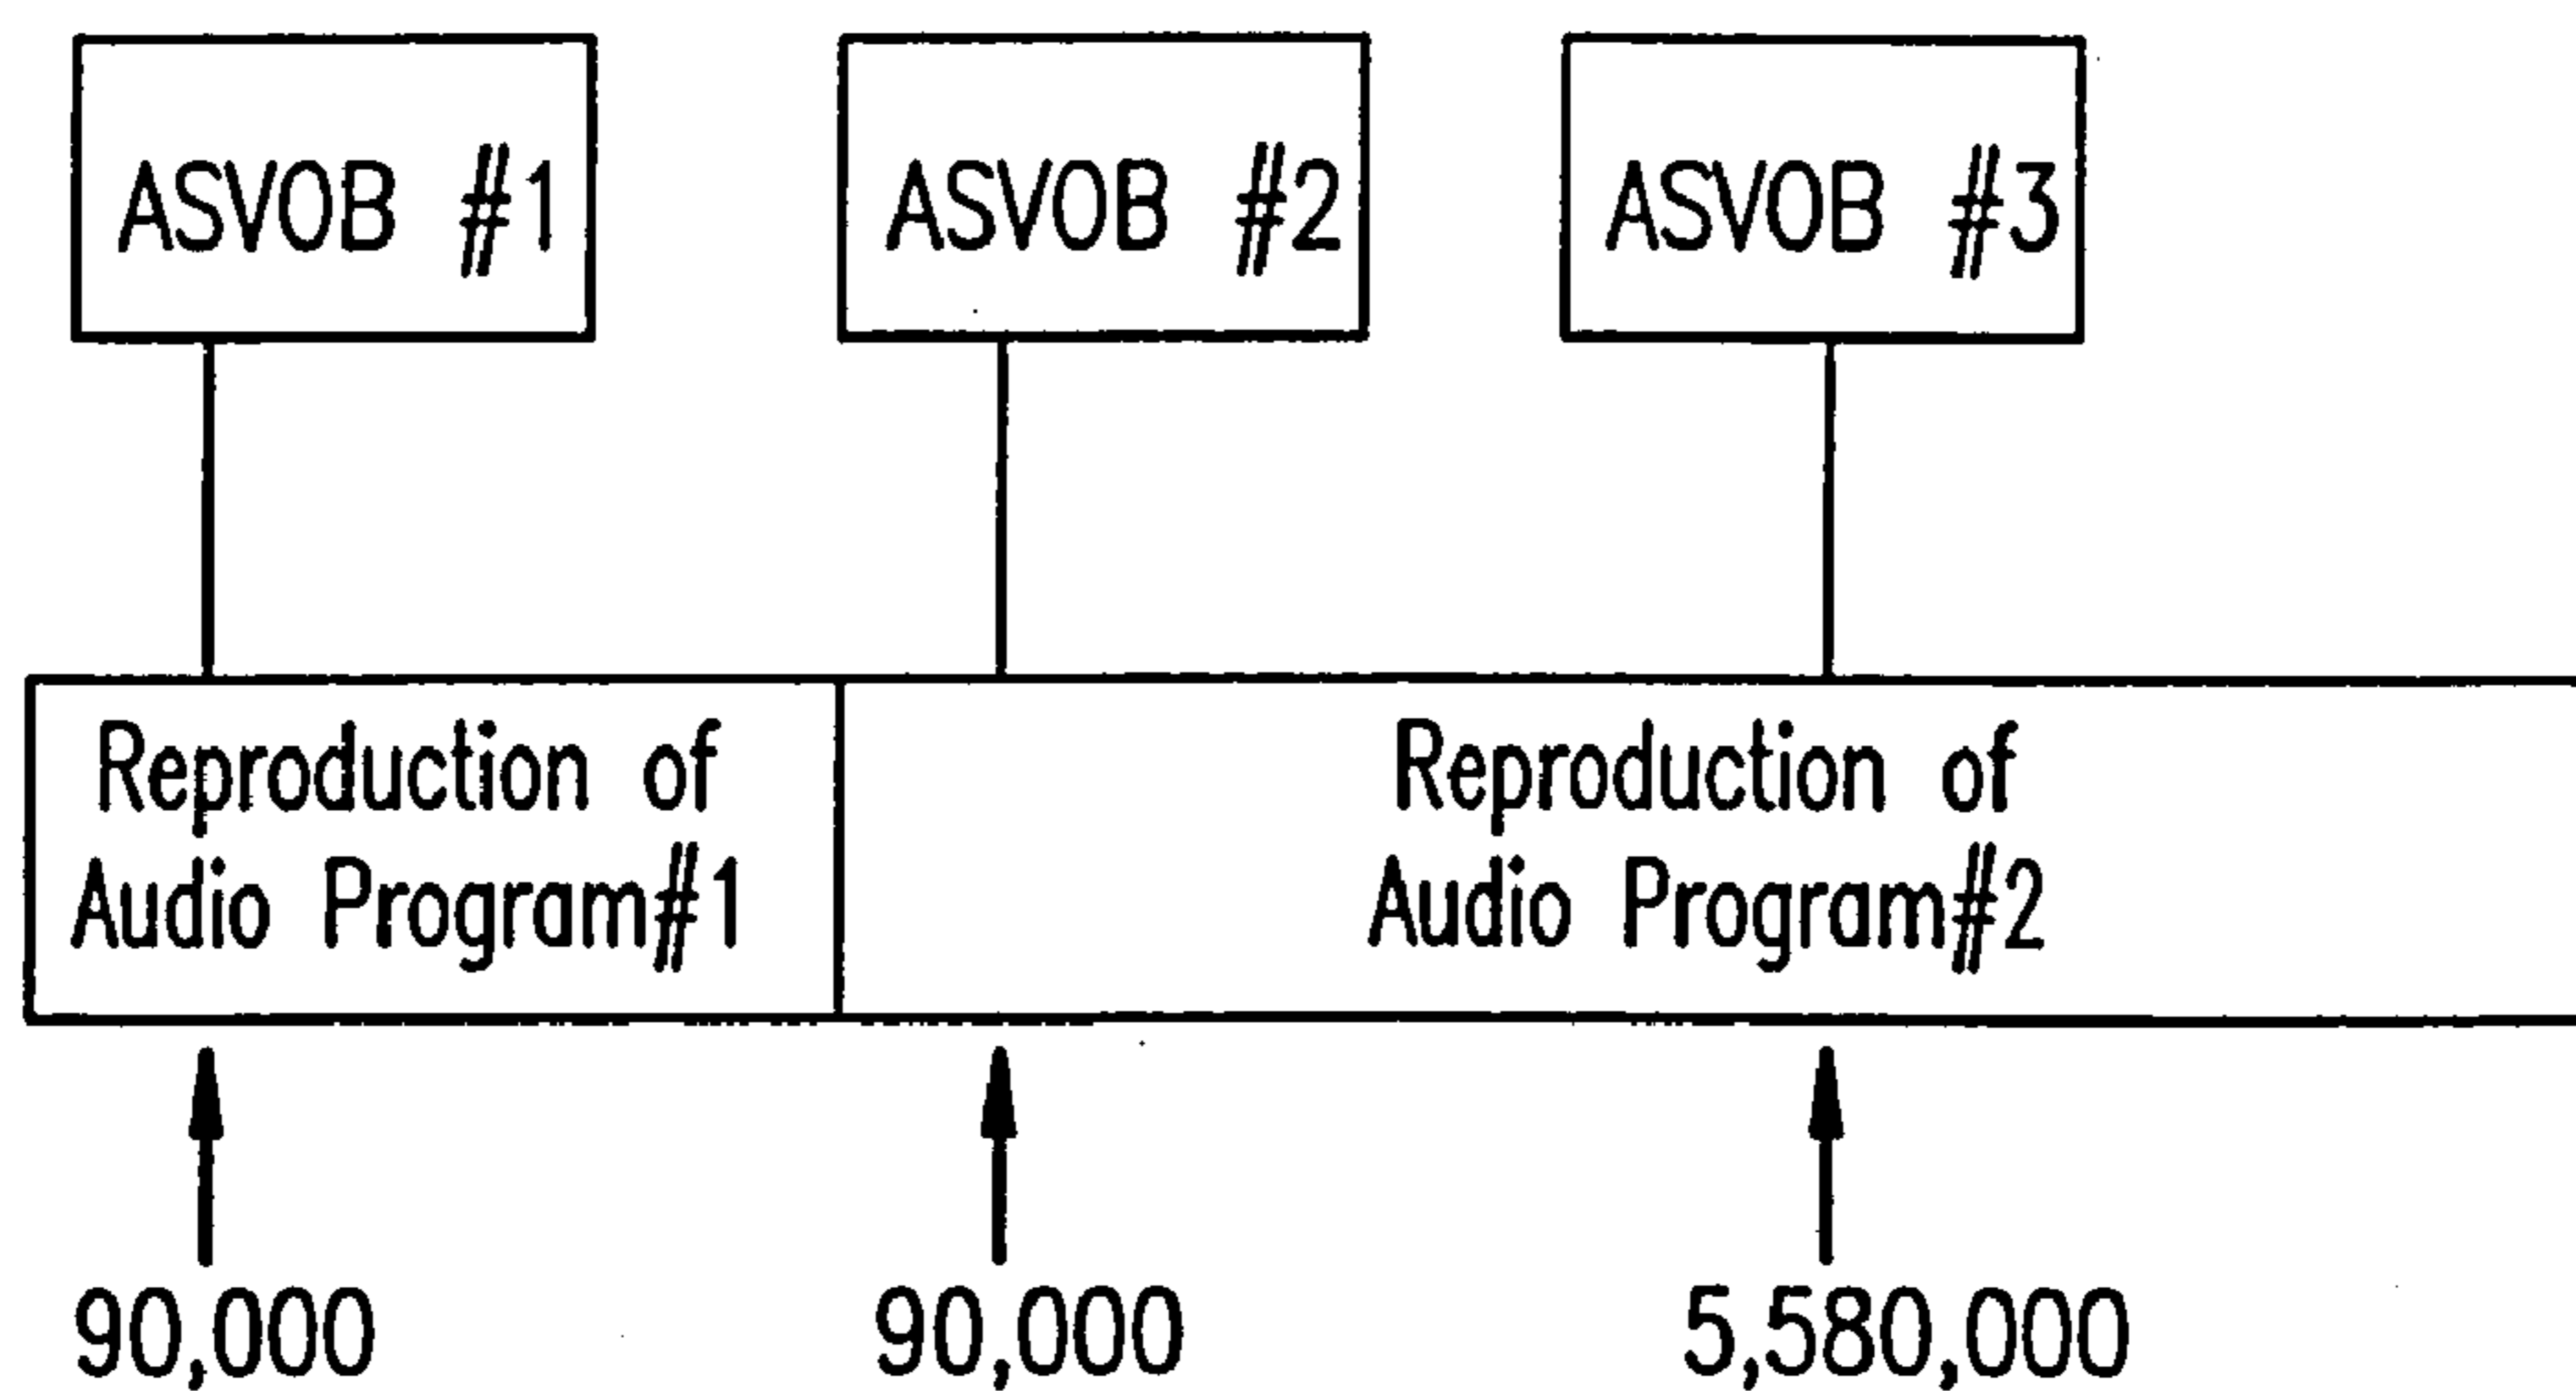 ASVOB #1
ASVOB #2
ASVOB #3
Reproduction of
Audio Program#1
Reproduction of
Audio Program#2
90,000
90,000
5,580,000